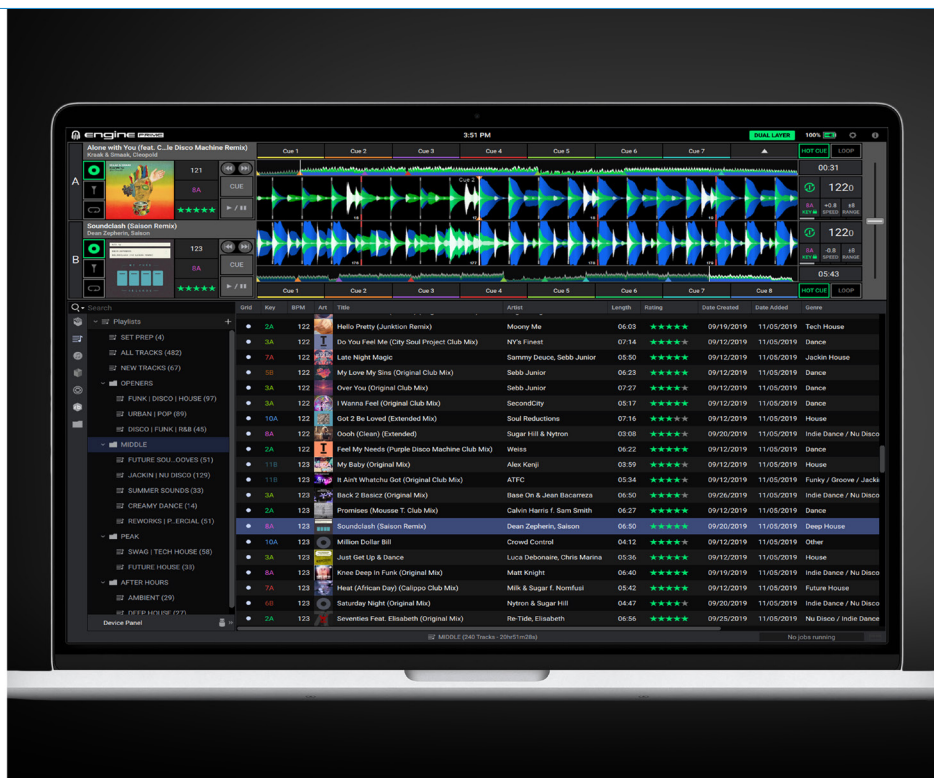 engine PRIME 3:51 PM DUAL LAYER 100%
Alone with You (feat. C...le Disco Machine Remix)
Kraak & Smaak, Cleopold
Cue 1 Cue 2 Cue 3 Cue 4 Cue 5 Cue 6 Cue 7 HOT CUE LOOP
A 121 8A CUE
Cue 2
00:31
1220
8A +0.8 ±8
KEY SPEED RANGE
Soundclash (Saison Remix)
Dean Zepherin, Saison
B 123 8A CUE
1220
8A -0.8 ±8
KEY SPEED RANGE
05:43
Cue 1 Cue 2 Cue 3 Cue 4 Cue 5 Cue 6 Cue 7 Cue 8 HOT CUE LOOP
Search
Playlists
SET PREP (4)
ALL TRACKS (482)
NEW TRACKS (67)
OPENERS
FUNK | DISCO | HOUSE (97)
URBAN | POP (89)
DISCO | FUNK | R&B (45)
MIDDLE
FUTURE SOU...OOVES (51)
JACKIN | NU DISCO (129)
SUMMER SOUNDS (33)
CREAMY DANCE (14)
REWORKS | P...ERCIAL (51)
PEAK
SWAG | TECH HOUSE (58)
FUTURE HOUSE (33)
AFTER HOURS
AMBIENT (29)
DEEP HOUSE (27)
Device Panel
Grid Key BPM Art Title Artist Length Rating Date Created Date Added Genre
2A 122 Hello Pretty (Junktion Remix) Moony Me 06:03 09/19/2019 11/05/2019 Tech House
3A 122 Do You Feel Me (City Soul Project Club Mix) NY's Finest 07:14 09/12/2019 11/05/2019 Dance
7A 122 Late Night Magic Sammy Deuce, Sebb Junior 05:50 09/19/2019 11/05/2019 Jackin House
5B 122 My Love My Sins (Original Club Mix) Sebb Junior 06:23 09/12/2019 11/05/2019 Dance
3A 122 Over You (Original Club Mix) Sebb Junior 07:27 09/12/2019 11/05/2019 Dance
3A 122 I Wanna Feel (Original Club Mix) SecondCity 05:17 09/12/2019 11/05/2019 Dance
10A 122 Got 2 Be Loved (Extended Mix) Soul Reductions 07:16 09/12/2019 11/05/2019 House
8A 122 Oooh (Clean) (Extended) Sugar Hill & Nytron 03:08 09/20/2019 11/05/2019 Indie Dance / Nu Disco
2A 122 Feel My Needs (Purple Disco Machine Club Mix) Weiss 06:22 09/12/2019 11/05/2019 Dance
11B 123 My Baby (Original Mix) Alex Kenji 03:59 09/12/2019 11/05/2019 House
11B 123 It Ain't Whatchu Got (Original Club Mix) ATFC 05:34 09/12/2019 11/05/2019 Funky / Groove / Jacki
3A 123 Back 2 Basicz (Original Mix) Base On & Jean Bacarreza 06:50 09/26/2019 11/05/2019 Indie Dance / Nu Disco
2A 123 Promises (Mousse T. Club Mix) Calvin Harris f. Sam Smith 06:27 09/12/2019 11/05/2019 Dance
8A 123 Soundclash (Saison Remix) Dean Zepherin, Saison 06:50 09/20/2019 11/05/2019 Deep House
10A 123 Million Dollar Bill Crowd Control 04:12 09/12/2019 11/05/2019 Other
3A 123 Just Get Up & Dance Luca Debonaire, Chris Marina 05:36 09/12/2019 11/05/2019 House
8A 123 Knee Deep In Funk (Original Mix) Matt Knight 06:40 09/19/2019 11/05/2019 Indie Dance / Nu Disco
7A 123 Heat (African Day) (Calippo Club Mix) Milk & Sugar f. Nomfusi 05:42 09/12/2019 11/05/2019 Future House
6B 123 Saturday Night (Original Mix) Nytron & Sugar Hill 04:47 09/20/2019 11/05/2019 Indie Dance / Nu Disco
2A 123 Seventies Feat. Elisabeth (Original Mix) Re-Tide, Elisabeth 06:56 09/25/2019 11/05/2019 Nu Disco / Indie Dance
MIDDLE (240 Tracks - 20hr51m28s) No jobs running